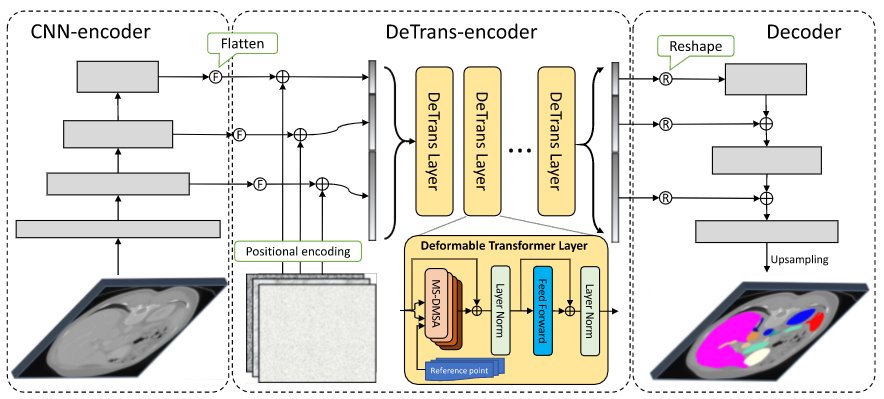 CNN-encoder
DeTrans-encoder
Decoder
Flatten
Reshape
F
F
F
DeTrans Layer
DeTrans Layer
...
DeTrans Layer
R
R
R
Positional encoding
Deformable Transformer Layer
MS-DMSA
Layer Norm
Feed Forward
Layer Norm
Reference point
Upsampling